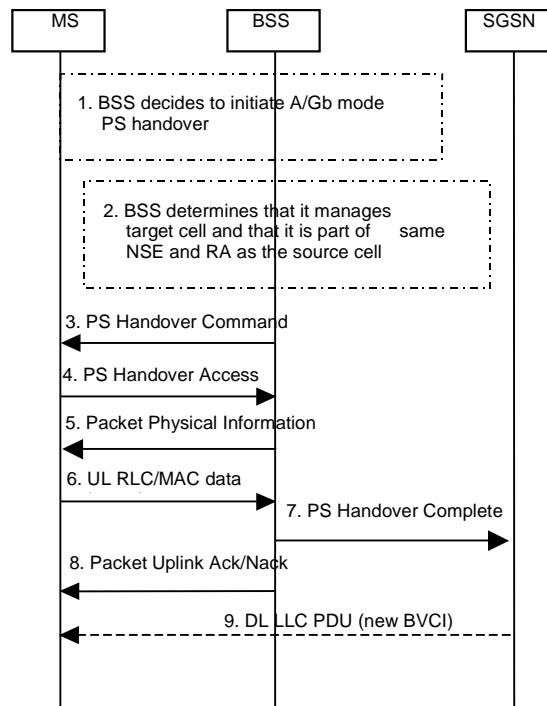 MS
BSS
SGSN
1. BSS decides to initiate A/Gb mode
PS handover
2. BSS determines that it manages
target cell and that it is part of same
NSE and RA as the source cell
3. PS Handover Command
4. PS Handover Access
5. Packet Physical Information
6. UL RLC/MAC data
7. PS Handover Complete
8. Packet Uplink Ack/Nack
9. DL LLC PDU (new BVCI)